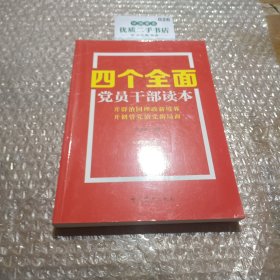 优质二手书店
四个全面
党员干部读本
开辟治国理政新境界
开创管党治党新局面